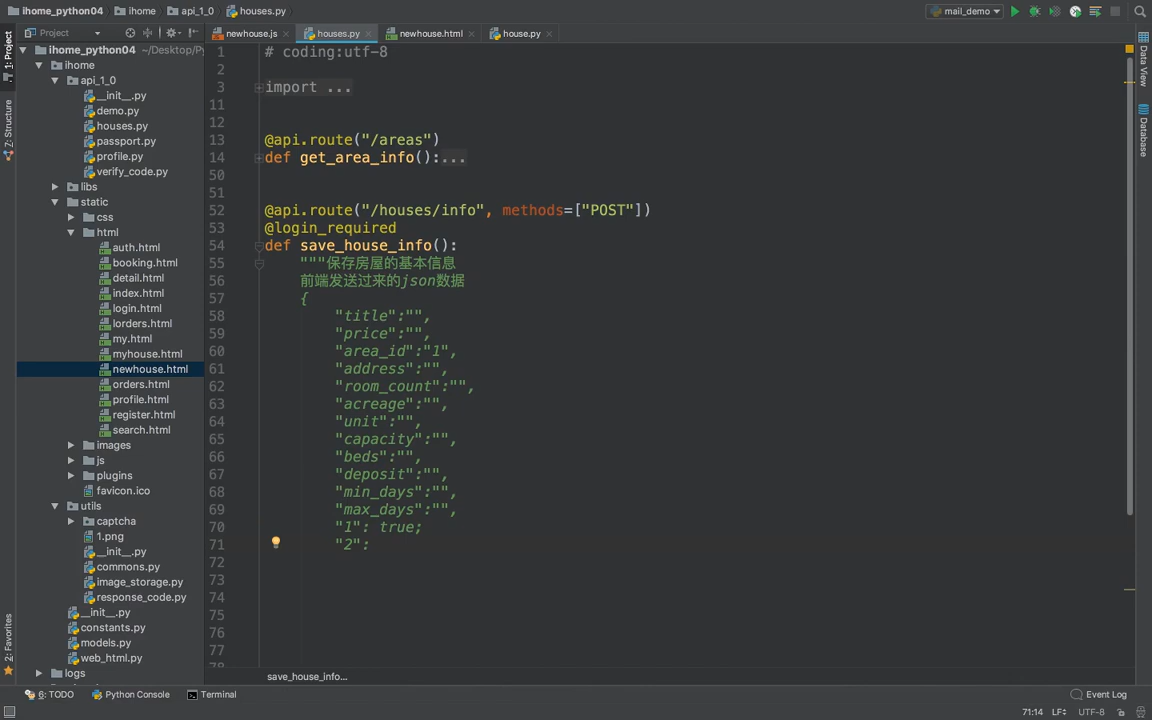 ihome_python04
ihome
api_1_0
houses.py
mail_demo
Project
newhouse.js
houses.py
newhouse.html
house.py
1: Project
7: Structure
2: Favorites
Data View
Database
ihome_python04 ~/Desktop/Py
ihome
api_1_0
__init__.py
demo.py
houses.py
passport.py
profile.py
verify_code.py
libs
static
css
html
auth.html
booking.html
detail.html
index.html
login.html
lorders.html
my.html
myhouse.html
newhouse.html
orders.html
profile.html
register.html
search.html
images
js
plugins
favicon.ico
utils
captcha
1.png
__init__.py
commons.py
image_storage.py
response_code.py
__init__.py
constants.py
models.py
web_html.py
logs
1 # coding:utf-8
2
3 import ...
11
12
13 @api.route("/areas")
14 def get_area_info():...
50
51
52 @api.route("/houses/info", methods=["POST"])
53 @login_required
54 def save_house_info():
55 """保存房屋的基本信息
56 前端发送过来的json数据
57 {
58 "title":"",
59 "price":"",
60 "area_id":"1",
61 "address":"",
62 "room_count":"",
63 "acreage":"",
64 "unit":"",
65 "capacity":"",
66 "beds":"",
67 "deposit":"",
68 "min_days":"",
69 "max_days":"",
70 "1": true;
71 "2":
72
73
74
75
76
77
78
save_house_info...
6: TODO
Python Console
Terminal
Event Log
71:14
LF
UTF-8